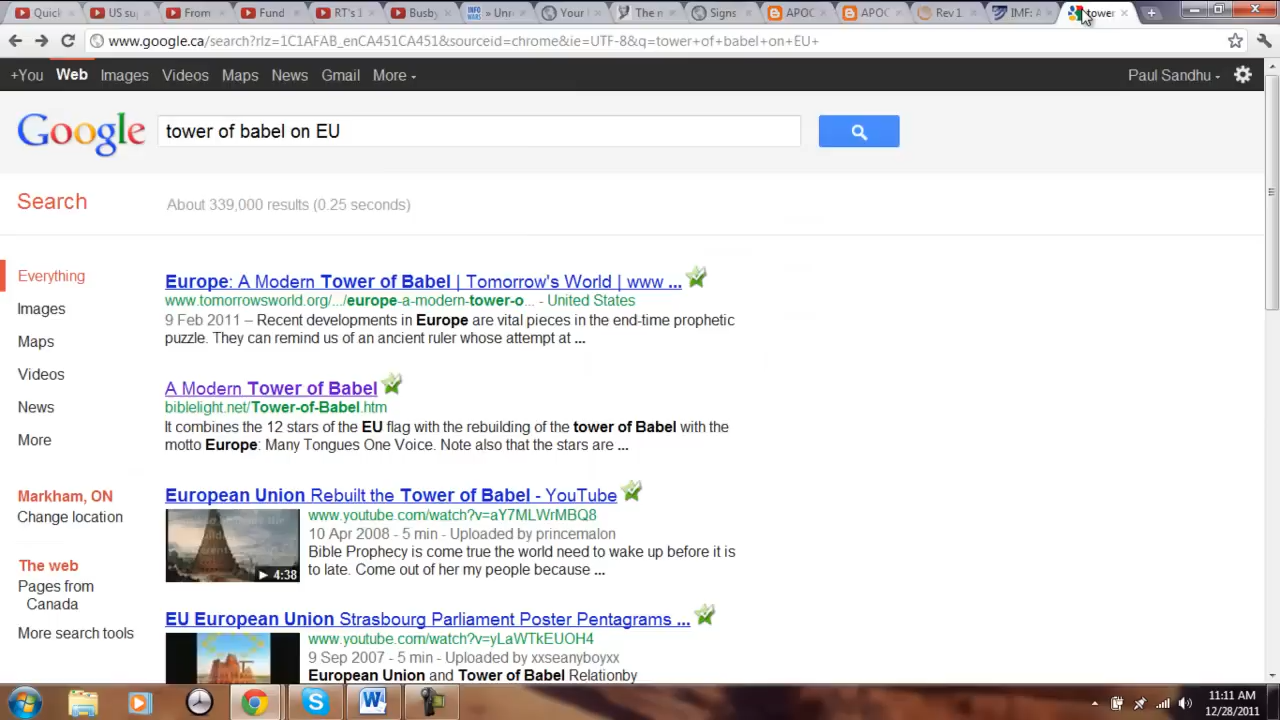 Quick US su From Fund RT's 1 Busby INFO WARS » Unr Your The n Signs APOC APOC Rev 1 IMF: A tower
www.google.ca/search?rlz=1C1AFAB_enCA451CA451&sourceid=chrome&ie=UTF-8&q=tower+of+babel+on+EU+
+You Web Images Videos Maps News Gmail More Paul Sandhu
Google tower of babel on EU
Search About 339,000 results (0.25 seconds)
Everything
Images
Maps
Videos
News
More
Markham, ON
Change location
The web
Pages from
Canada
More search tools
Europe: A Modern Tower of Babel | Tomorrow's World | www ...
www.tomorrowsworld.org/.../europe-a-modern-tower-o... - United States
9 Feb 2011 – Recent developments in Europe are vital pieces in the end-time prophetic
puzzle. They can remind us of an ancient ruler whose attempt at ...
A Modern Tower of Babel
biblelight.net/Tower-of-Babel.htm
It combines the 12 stars of the EU flag with the rebuilding of the tower of Babel with the
motto Europe: Many Tongues One Voice. Note also that the stars are ...
European Union Rebuilt the Tower of Babel - YouTube
www.youtube.com/watch?v=aY7MLWrMBQ8
10 Apr 2008 - 5 min - Uploaded by princemalon
Bible Prophecy is come true the world need to wake up before it is
to late. Come out of her my people because ...
4:38
EU European Union Strasbourg Parliament Poster Pentagrams ...
www.youtube.com/watch?v=yLaWTkEUOH4
9 Sep 2007 - 5 min - Uploaded by xxseanyboyxx
European Union and Tower of Babel Relationby
11:11 AM
12/28/2011